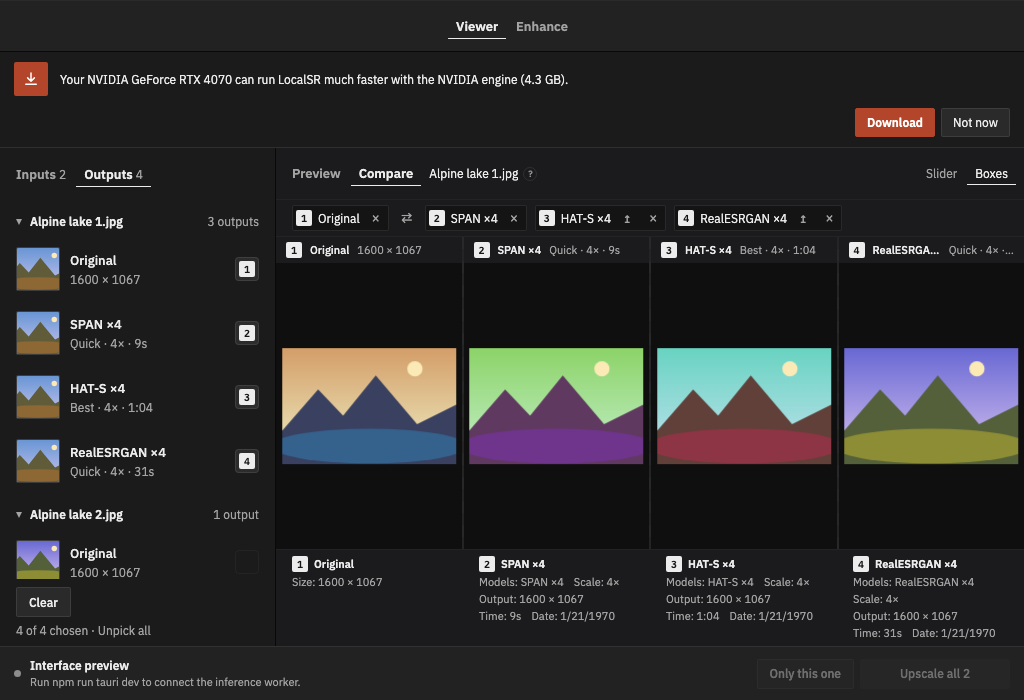 Viewer Enhance
Your NVIDIA GeForce RTX 4070 can run LocalSR much faster with the NVIDIA engine (4.3 GB).
Download Not now
Inputs 2 Outputs 4
Preview Compare Alpine lake 1.jpg ? Slider Boxes
▼ Alpine lake 1.jpg 3 outputs
1 Original × ⇄ 2 SPAN ×4 × 3 HAT-S ×4 ↥ × 4 RealESRGAN ×4 ↥ ×
1 Original 1600 × 1067 2 SPAN ×4 Quick · 4× · 9s 3 HAT-S ×4 Best · 4× · 1:04 4 RealESRGA... Quick · 4× ·...
Original
1600 × 1067
1
SPAN ×4
Quick · 4× · 9s
2
HAT-S ×4
Best · 4× · 1:04
3
RealESRGAN ×4
Quick · 4× · 31s
4
▼ Alpine lake 2.jpg 1 output
Original
1600 × 1067
Clear
4 of 4 chosen · Unpick all
1 Original
Size: 1600 × 1067
2 SPAN ×4
Models: SPAN ×4 Scale: 4×
Output: 1600 × 1067
Time: 9s Date: 1/21/1970
3 HAT-S ×4
Models: HAT-S ×4 Scale: 4×
Output: 1600 × 1067
Time: 1:04 Date: 1/21/1970
4 RealESRGAN ×4
Models: RealESRGAN ×4
Scale: 4×
Output: 1600 × 1067
Time: 31s Date: 1/21/1970
Interface preview
Run npm run tauri dev to connect the inference worker.
Only this one Upscale all 2